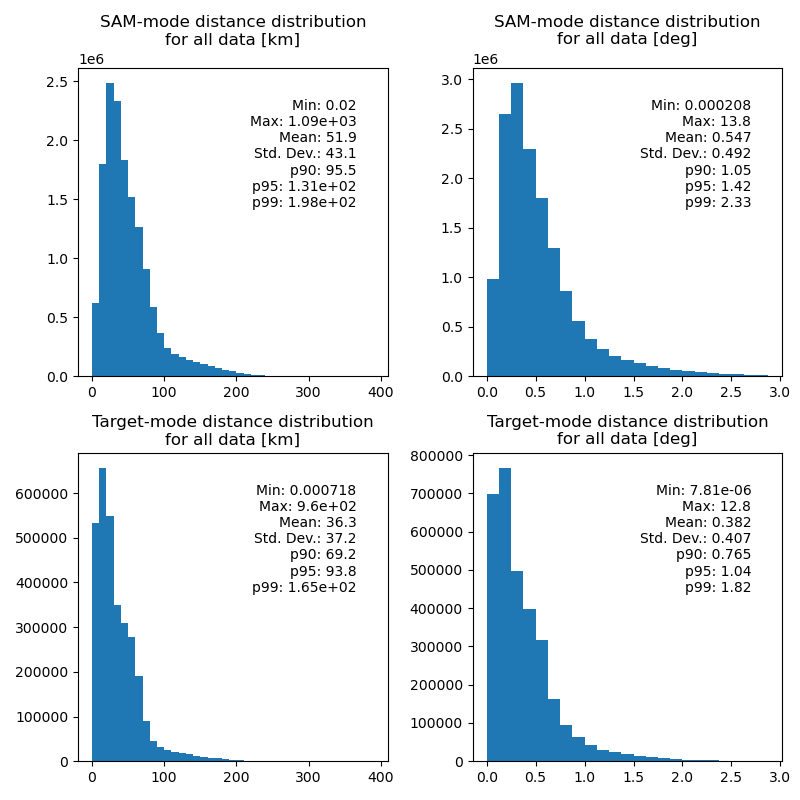 SAM-mode distance distribution
for all data [km]
1e6
2.5
2.0
1.5
1.0
0.5
0.0
Min: 0.02
Max: 1.09e+03
Mean: 51.9
Std. Dev.: 43.1
p90: 95.5
p95: 1.31e+02
p99: 1.98e+02
0 100 200 300 400
SAM-mode distance distribution
for all data [deg]
1e6
3.0
2.5
2.0
1.5
1.0
0.5
0.0
Min: 0.000208
Max: 13.8
Mean: 0.547
Std. Dev.: 0.492
p90: 1.05
p95: 1.42
p99: 2.33
0.0 0.5 1.0 1.5 2.0 2.5 3.0
Target-mode distance distribution
for all data [km]
600000
500000
400000
300000
200000
100000
0
Min: 0.000718
Max: 9.6e+02
Mean: 36.3
Std. Dev.: 37.2
p90: 69.2
p95: 93.8
p99: 1.65e+02
0 100 200 300 400
Target-mode distance distribution
for all data [deg]
800000
700000
600000
500000
400000
300000
200000
100000
0
Min: 7.81e-06
Max: 12.8
Mean: 0.382
Std. Dev.: 0.407
p90: 0.765
p95: 1.04
p99: 1.82
0.0 0.5 1.0 1.5 2.0 2.5 3.0